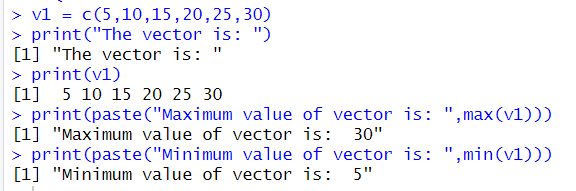 > v1 = c(5,10,15,20,25,30)
> print("The vector is: ")
[1] "The vector is: "
> print(v1)
[1]  5 10 15 20 25 30
> print(paste("Maximum value of vector is: ",max(v1)))
[1] "Maximum value of vector is:  30"
> print(paste("Minimum value of vector is: ",min(v1)))
[1] "Minimum value of vector is:  5"